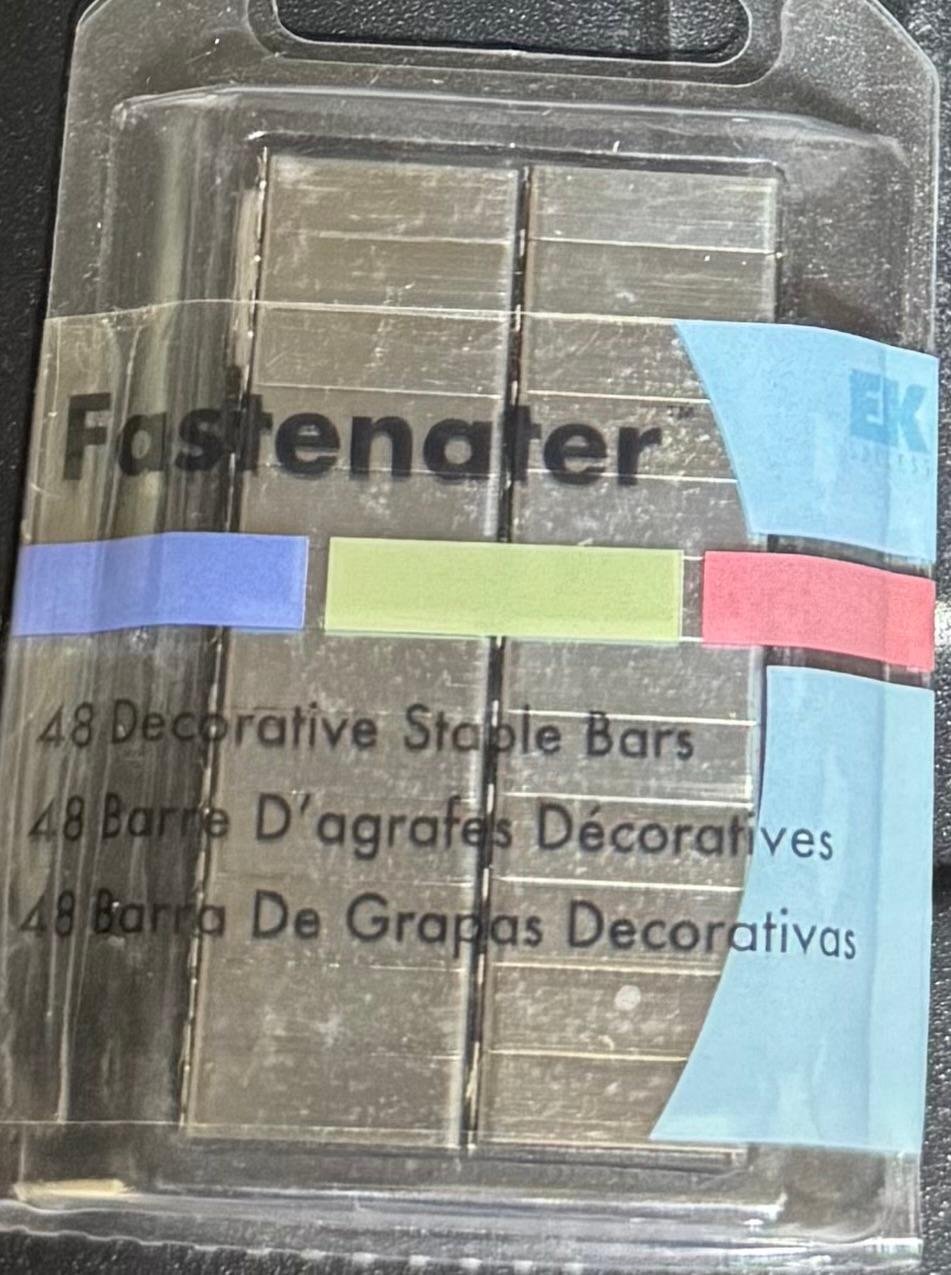 EK
Fastenater™
48 Decorative Staple Bars
48 Barre D'agrafes Décoratives
48 Barra De Grapas Decorativas